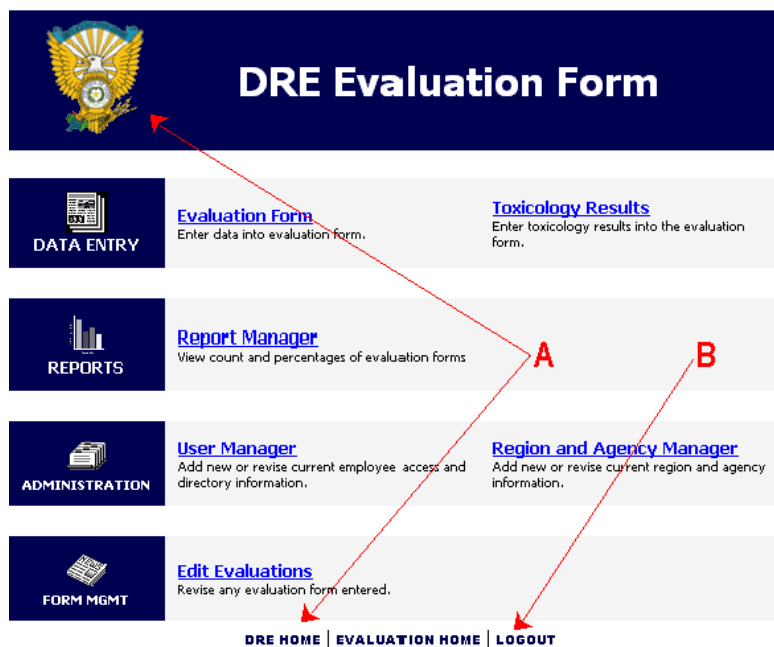 DRE Evaluation Form
DATA ENTRY
Evaluation Form
Enter data into evaluation form.
Toxicology Results
Enter toxicology results into the evaluation
form.
REPORTS
Report Manager
View count and percentages of evaluation forms
A
B
ADMINISTRATION
User Manager
Add new or revise current employee access and
directory information.
Region and Agency Manager
Add new or revise current region and agency
information.
FORM MGMT
Edit Evaluations
Revise any evaluation form entered.
DRE HOME | EVALUATION HOME | LOGOUT